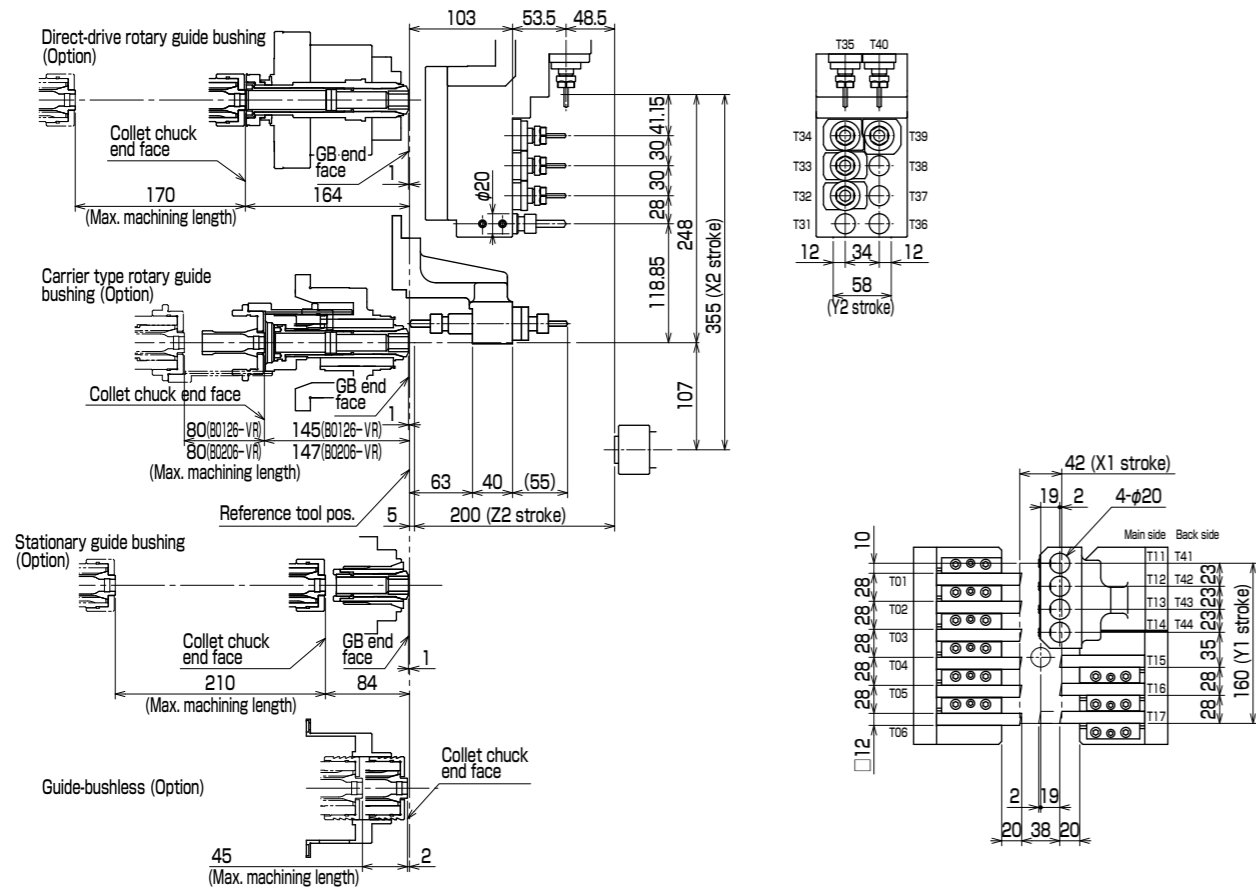 Direct-drive rotary guide bushing
(Option)
Collet chuck
end face
GB end
face
1
170
(Max. machining length)
164
103
53.5
48.5
φ20
41.15
30
30
28
118.85
248
355 (X2 stroke)
107
Carrier type rotary guide
bushing (Option)
Collet chuck end face
GB end
face
1
80(B0126-VR)
80(B0206-VR)
(Max. machining length)
145(B0126-VR)
147(B0206-VR)
63
40
(55)
Reference tool pos.
5
200 (Z2 stroke)
Stationary guide bushing
(Option)
Collet chuck
end face
GB end
face
1
210
(Max. machining length)
84
Guide-bushless (Option)
Collet chuck
end face
45
(Max. machining length)
2
T35
T40
T34
T39
T33
T38
T32
T37
T31
T36
12
34
12
58
(Y2 stroke)
42 (X1 stroke)
19
2
4-φ20
Main side
Back side
10
T11
T41
T01
T12
T42
T02
T13
T43
T03
T14
T44
T04
T15
T05
T16
T06
T17
28
28
28
28
28
□12
23
23
23
35
28
28
160 (Y1 stroke)
2
19
20
38
20